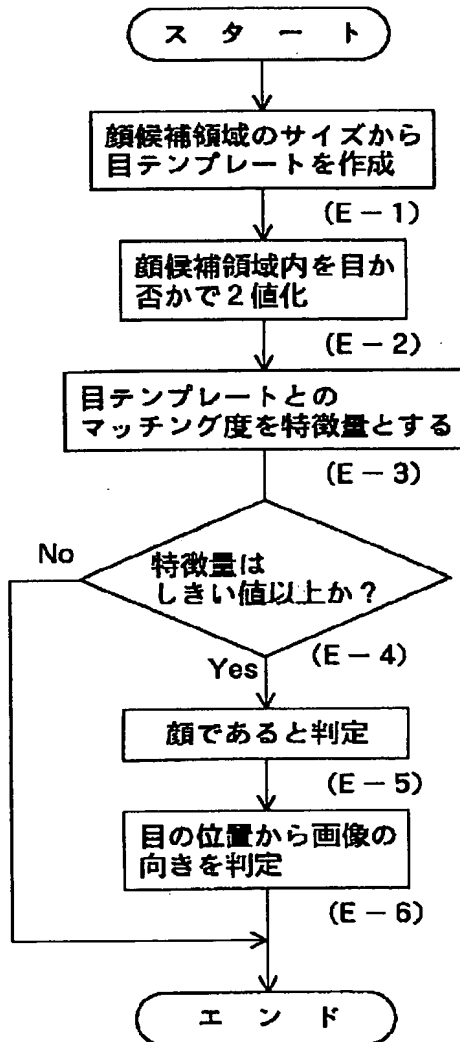 スタート
顔候補領域のサイズから
目テンプレートを作成
(E-1)
顔候補領域内を目か
否かで2値化
(E-2)
目テンプレートとの
マッチング度を特徴量とする
(E-3)
No
特徴量は
しきい値以上か?
(E-4)
Yes
顔であると判定
(E-5)
目の位置から画像の
向きを判定
(E-6)
エンド